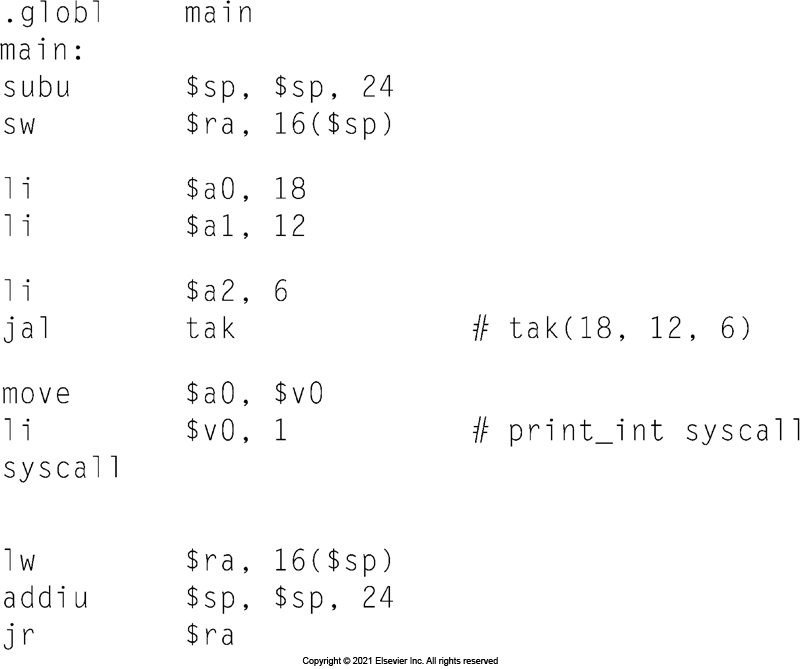 .globl main
main:
subu $sp, $sp, 24
sw $ra, 16($sp)
li $a0, 18
li $a1, 12
li $a2, 6
jal tak # tak(18, 12, 6)
move $a0, $v0
li $v0, 1 # print_int syscall
syscall
lw $ra, 16($sp)
addiu $sp, $sp, 24
jr $ra
Copyright © 2021 Elsevier Inc. All rights reserved